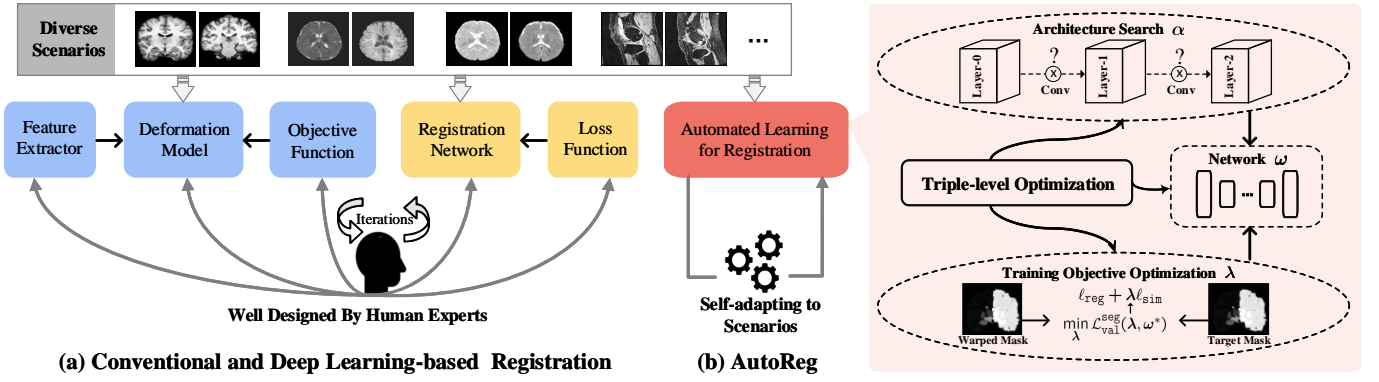 Diverse
Scenarios
...
Feature
Extractor
Deformation
Model
Objective
Function
Registration
Network
Loss
Function
Iterations
Well Designed By Human Experts
(a) Conventional and Deep Learning-based Registration
Automated Learning
for Registration
Self-adapting to
Scenarios
(b) AutoReg
Architecture Search α
Layer-0
?
X
Conv
Layer-1
?
X
Conv
Layer-2
Triple-level Optimization
Network ω
...
Training Objective Optimization λ
ℓreg + λℓsim
min λ L^seg_val(λ, ω*)
Warped Mask
Target Mask